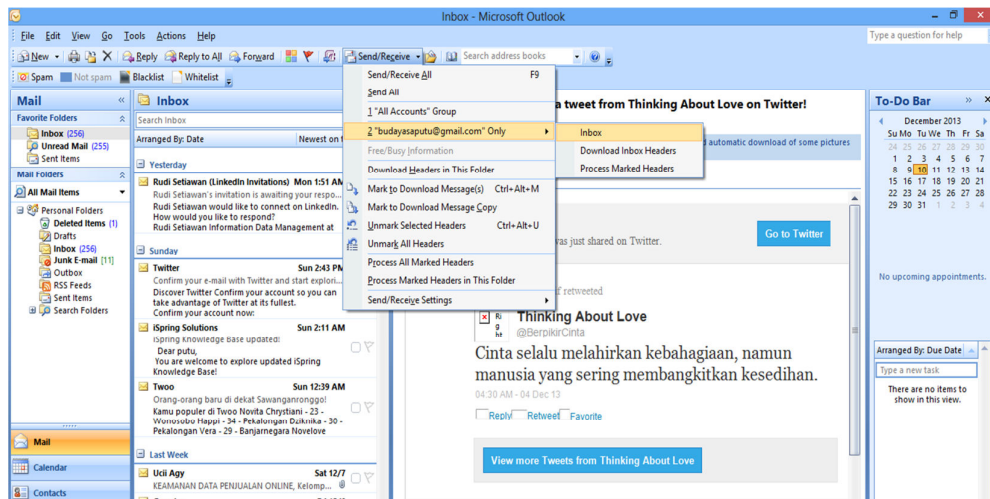 Inbox - Microsoft Outlook
File Edit View Go Tools Actions Help
Type a question for help
New Reply Reply to All Forward Send/Receive Search address books
Spam Not spam Blacklist Whitelist
Mail
Favorite Folders
Inbox (256)
Unread Mail (255)
Sent Items
Mail Folders
All Mail Items
Personal Folders
Deleted Items (1)
Drafts
Inbox (256)
Junk E-mail [11]
Outbox
RSS Feeds
Sent Items
Search Folders
Mail
Calendar
Contacts
Inbox
Search Inbox
Arranged By: Date Newest on
Yesterday
Rudi Setiawan (LinkedIn Invitations) Mon 1:51 AM
Rudi Setiawan's invitation is awaiting your respo...
Rudi Setiawan would like to connect on LinkedIn.
How would you like to respond?
Rudi Setiawan Information Data Management at
Sunday
Twitter Sun 2:43 PM
Confirm your e-mail with Twitter and start explori...
Discover Twitter Confirm your account so you can
take advantage of Twitter at its fullest.
Confirm your account now:
iSpring Solutions Sun 2:11 AM
iSpring Knowledge Base updated!
Dear putu,
You are welcome to explore updated iSpring
Knowledge Base!
Twoo Sun 12:39 AM
Orang-orang baru di dekat Sawanganronggo!
Kamu populer di Twoo Novita Chrystiani - 23 -
Wonosobo Happi - 34 - Pekalongan Dziknika - 30 -
Pekalongan Vera - 29 - Banjarnegara Novelove
Last Week
Ucii Agy Sat 12/7
KEAMANAN DATA PENJUALAN ONLINE, Kelomp...
Send/Receive All F9
Send All
1 "All Accounts" Group
2 "budayasaputu@gmail.com" Only
Free/Busy Information
Download Headers in This Folder
Mark to Download Message(s) Ctrl+Alt+M
Mark to Download Message Copy
Unmark Selected Headers Ctrl+Alt+U
Unmark All Headers
Process All Marked Headers
Process Marked Headers in This Folder
Send/Receive Settings
Inbox
Download Inbox Headers
Process Marked Headers
a tweet from Thinking About Love on Twitter!
automatic download of some pictures
was just shared on Twitter.
Go to Twitter
if retweeted
Ri
g
ht
Thinking About Love
@BerpikirCinta
Cinta selalu melahirkan kebahagiaan, namun
manusia yang sering membangkitkan kesedihan.
04:30 AM - 04 Dec 13
Reply Retweet Favorite
View more Tweets from Thinking About Love
To-Do Bar
December 2013
Su Mo Tu We Th Fr Sa
24 25 26 27 28 29 30
1 2 3 4 5 6 7
8 9 10 11 12 13 14
15 16 17 18 19 20 21
22 23 24 25 26 27 28
29 30 31 1 2 3 4
No upcoming appointments.
Arranged By: Due Date
Type a new task
There are no items to
show in this view.